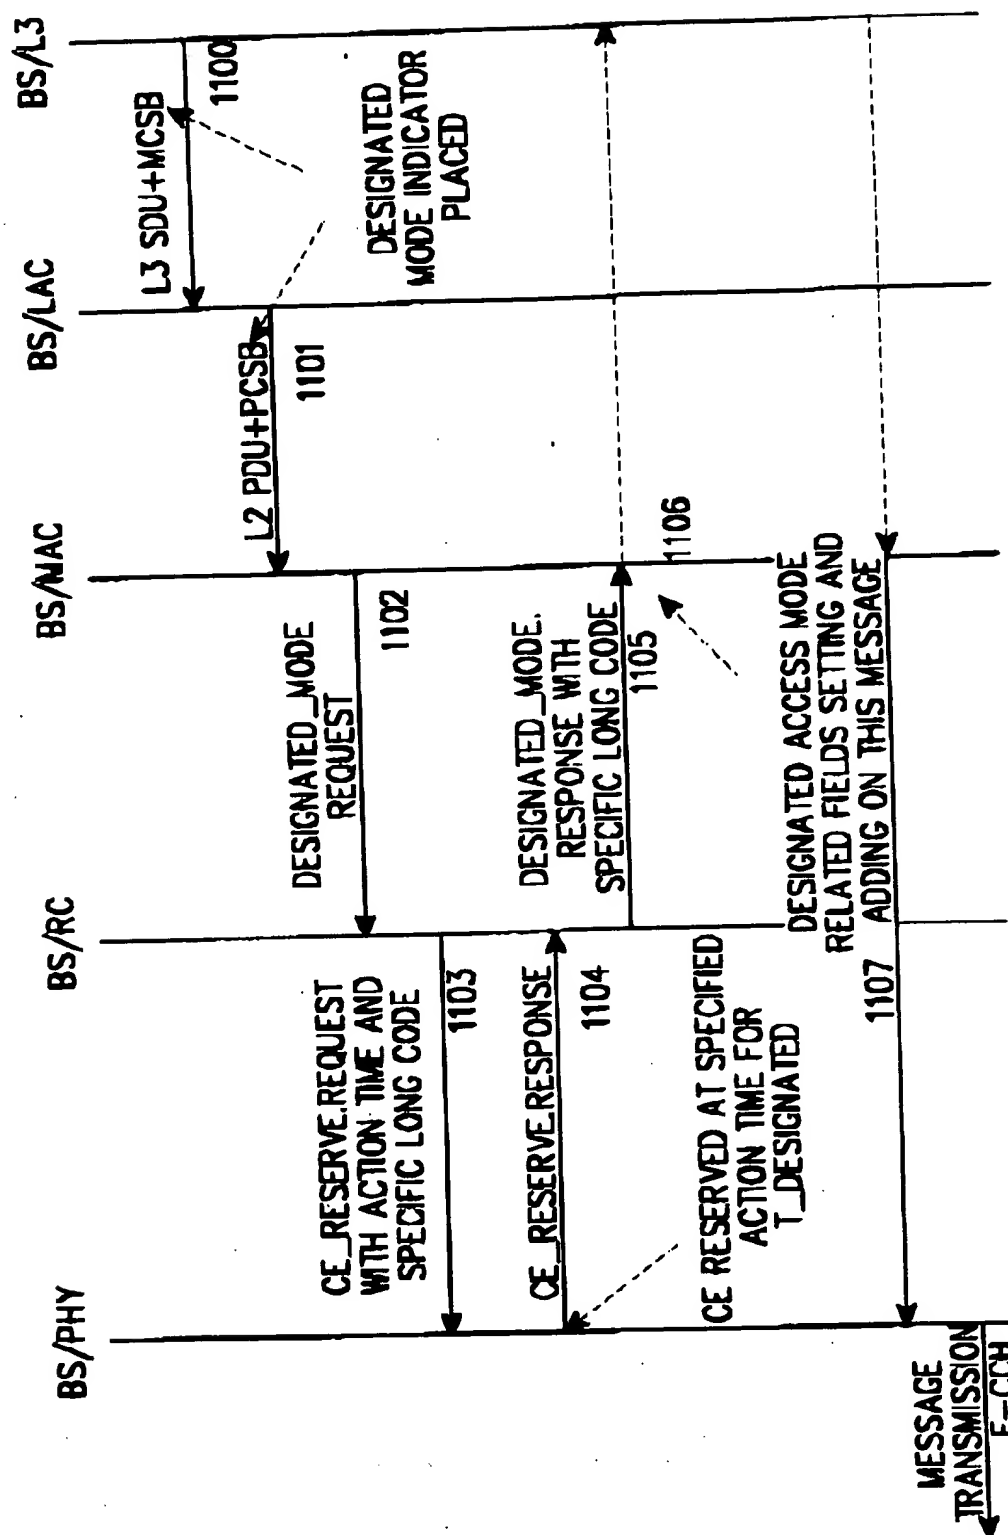 BS/PHY
BS/RC
BS/MAC
BS/LAC
BS/L3
L3 SDU+MCSB
1100
DESIGNATED
MODE INDICATOR
PLACED
L2 PDU+PCSB
1101
DESIGNATED_MODE
REQUEST
1102
CE_RESERVE.REQUEST
WITH ACTION TIME AND
SPECIFIC LONG CODE
1103
CE_RESERVE.RESPONSE
1104
DESIGNATED_MODE.
RESPONSE WITH
SPECIFIC LONG CODE
1105
1106
CE RESERVED AT SPECIFIED
ACTION TIME FOR
T_DESIGNATED
DESIGNATED ACCESS MODE
RELATED FIELDS SETTING AND
ADDING ON THIS MESSAGE
1107
MESSAGE
TRANSMISSION
F-CCH